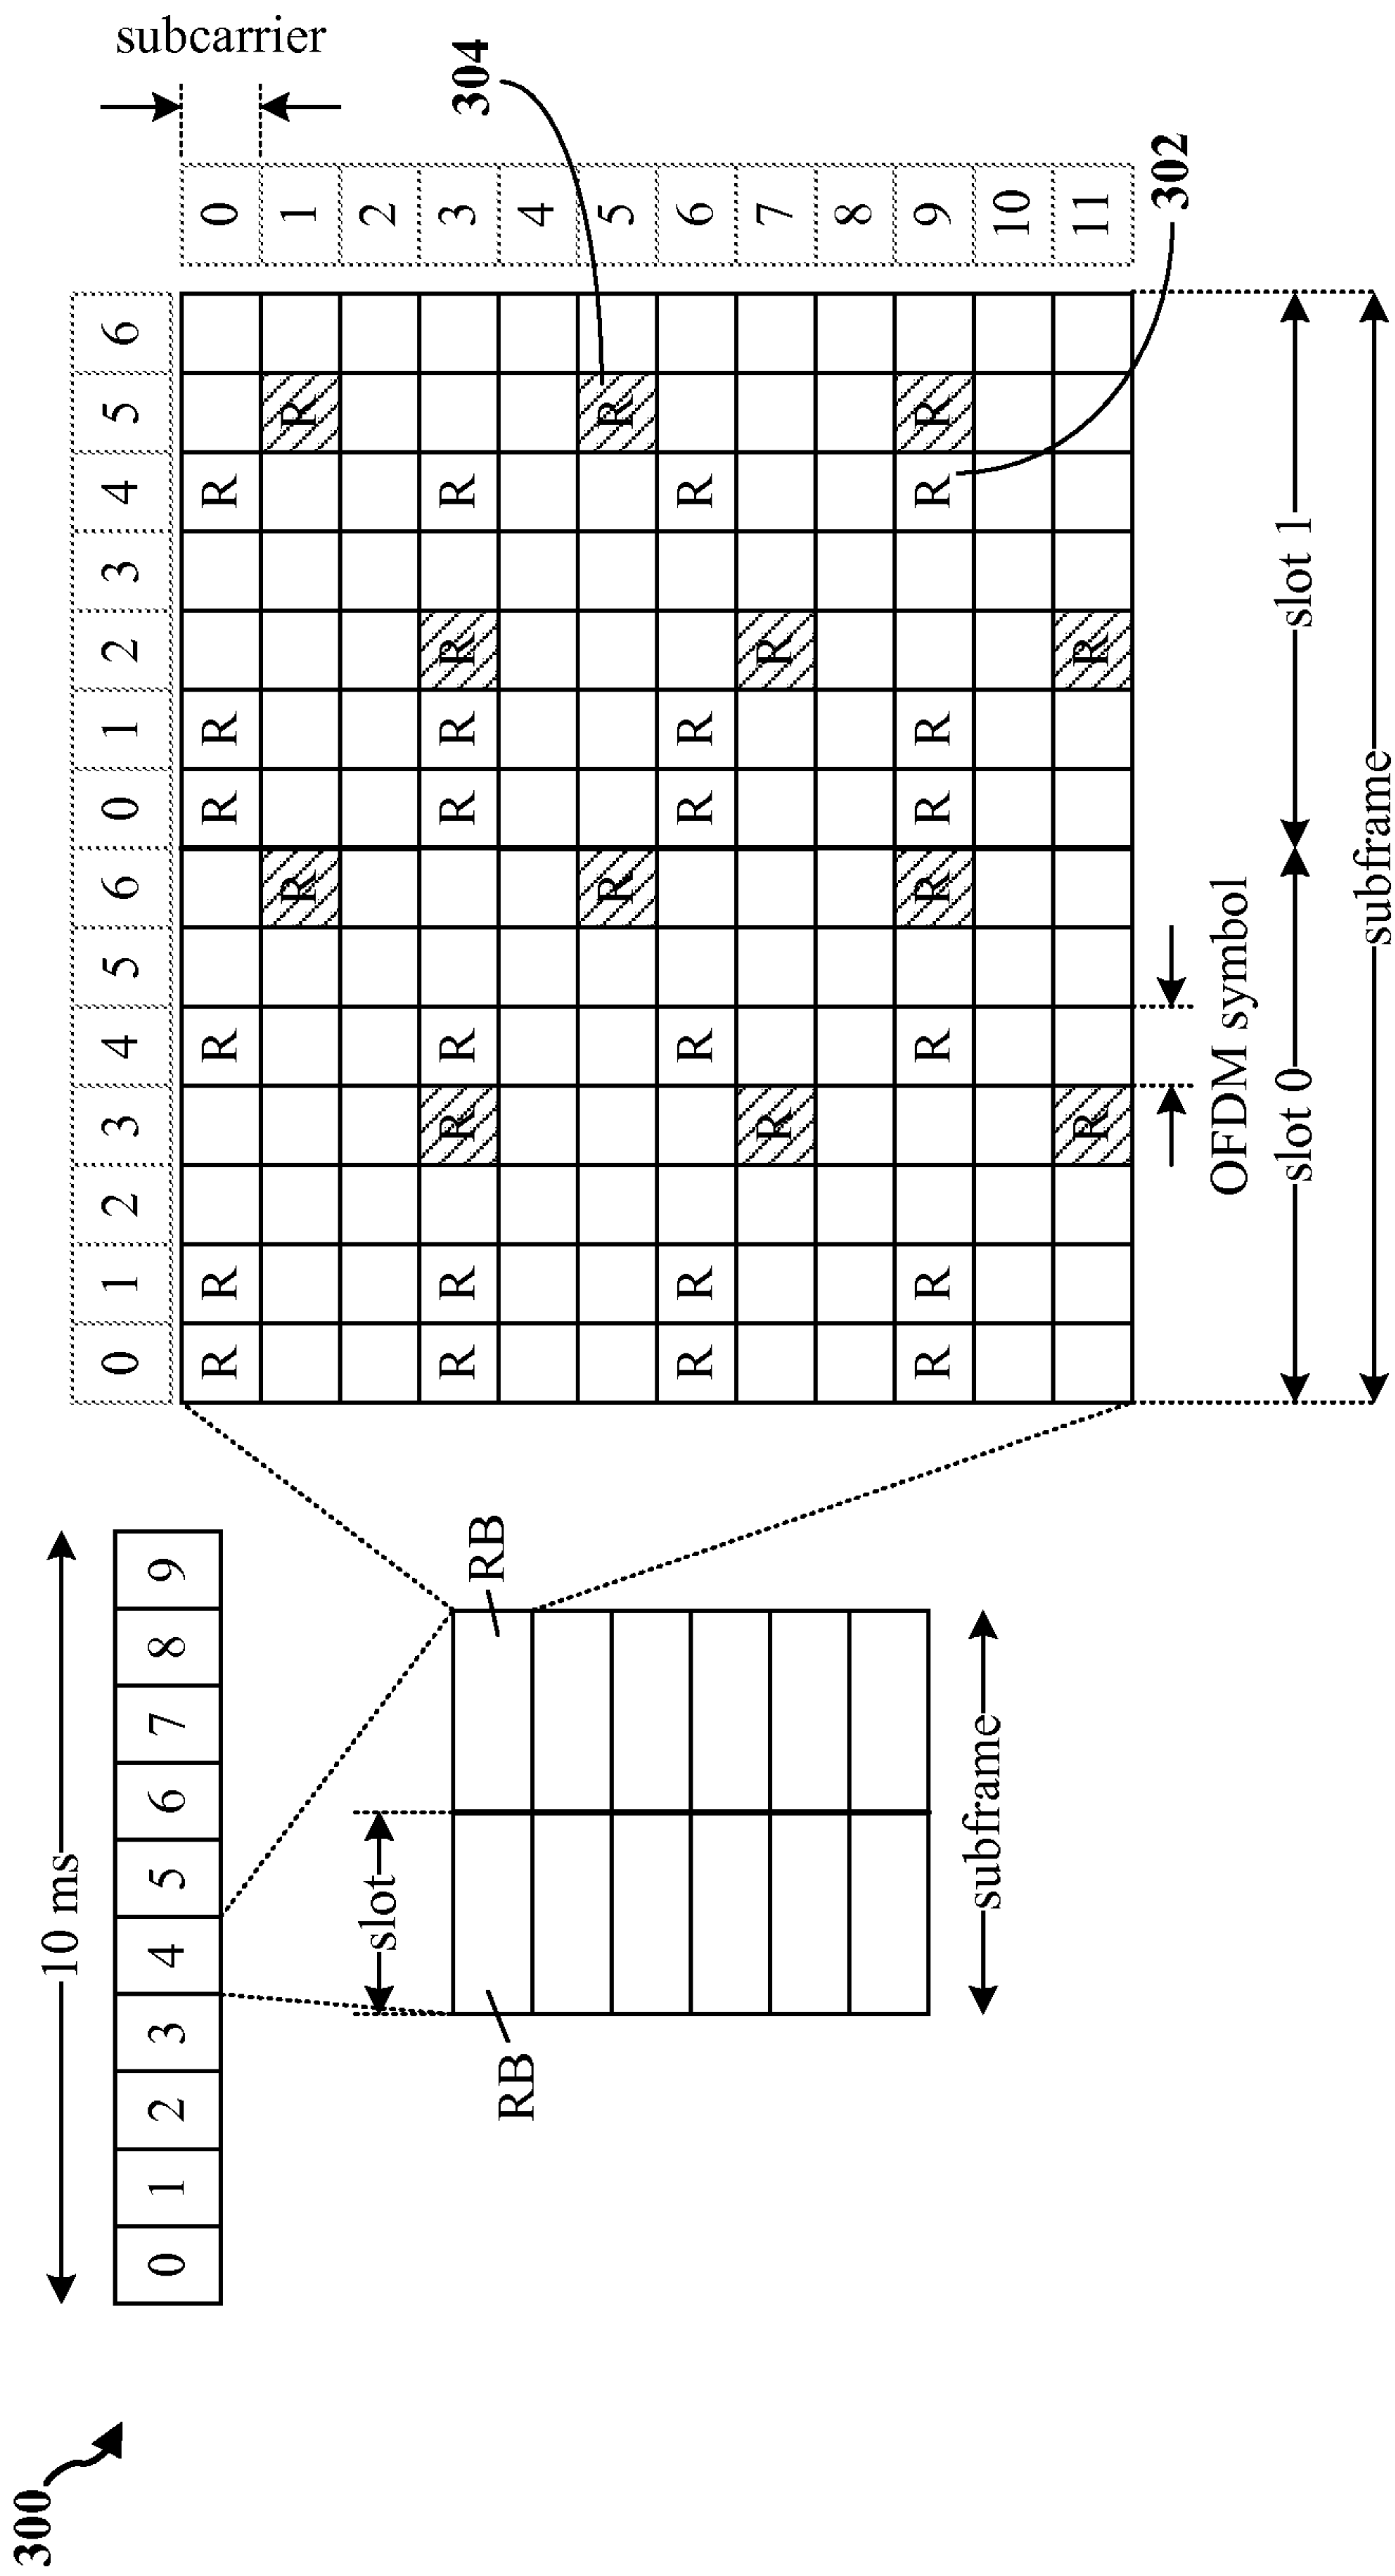 300
10 ms
0 1 2 3 4 5 6 7 8 9
0 1 2 3 4 5 6 0 1 2 3 4 5 6
subcarrier
R R R R R R 0
R R 1
2
R R R R R R R R 3
4
R R 5
R R R R R R 6
R R 7
8
R R R R R R R R 9
10
R R 11
304
302
slot
RB
RB
subframe
OFDM symbol
slot 0
slot 1
subframe